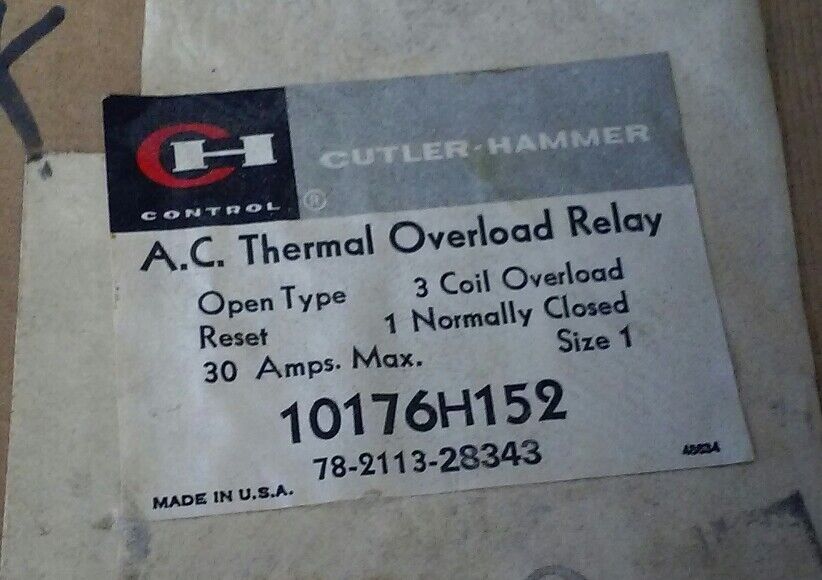 K
CH
CONTROL
®
CUTLER-HAMMER
A.C. Thermal Overload Relay
Open Type 3 Coil Overload
Reset 1 Normally Closed
30 Amps. Max. Size 1
10176H152
78-2113-28343
MADE IN U.S.A.